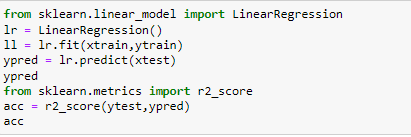 from sklearn.linear_model import LinearRegression
lr = LinearRegression()
ll = lr.fit(xtrain,ytrain)
ypred = lr.predict(xtest)
ypred
from sklearn.metrics import r2_score
acc = r2_score(ytest,ypred)
acc